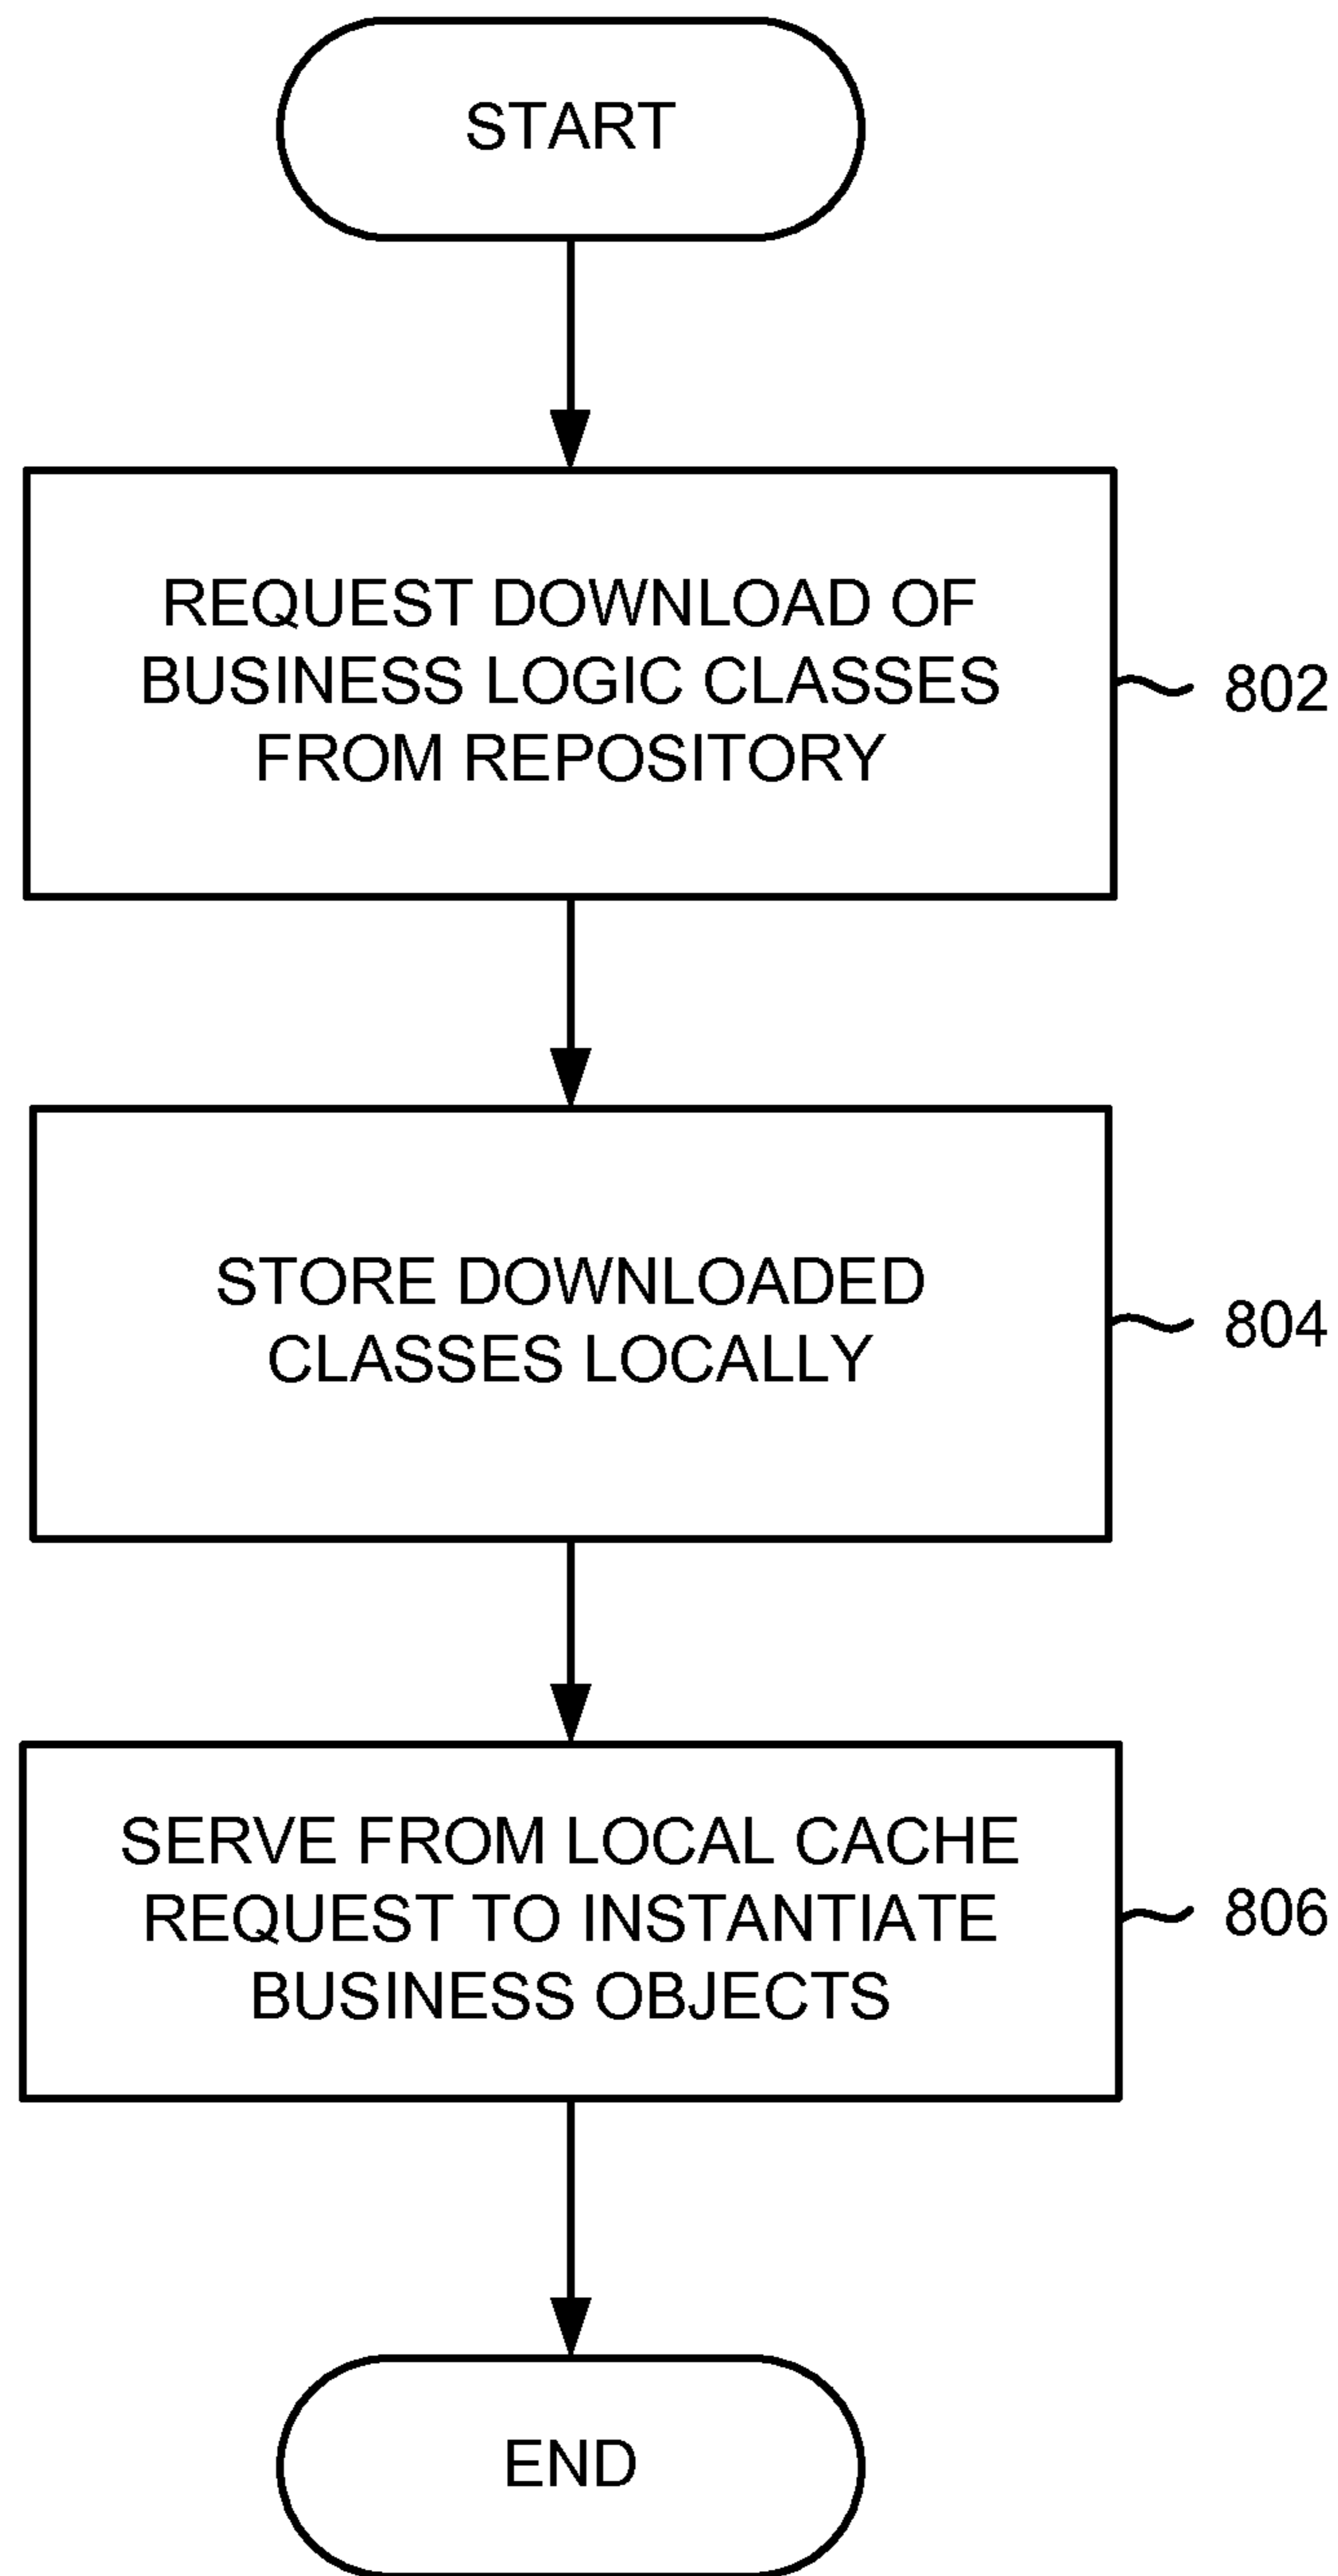 START
REQUEST DOWNLOAD OF
BUSINESS LOGIC CLASSES
FROM REPOSITORY
802
STORE DOWNLOADED
CLASSES LOCALLY
804
SERVE FROM LOCAL CACHE
REQUEST TO INSTANTIATE
BUSINESS OBJECTS
806
END